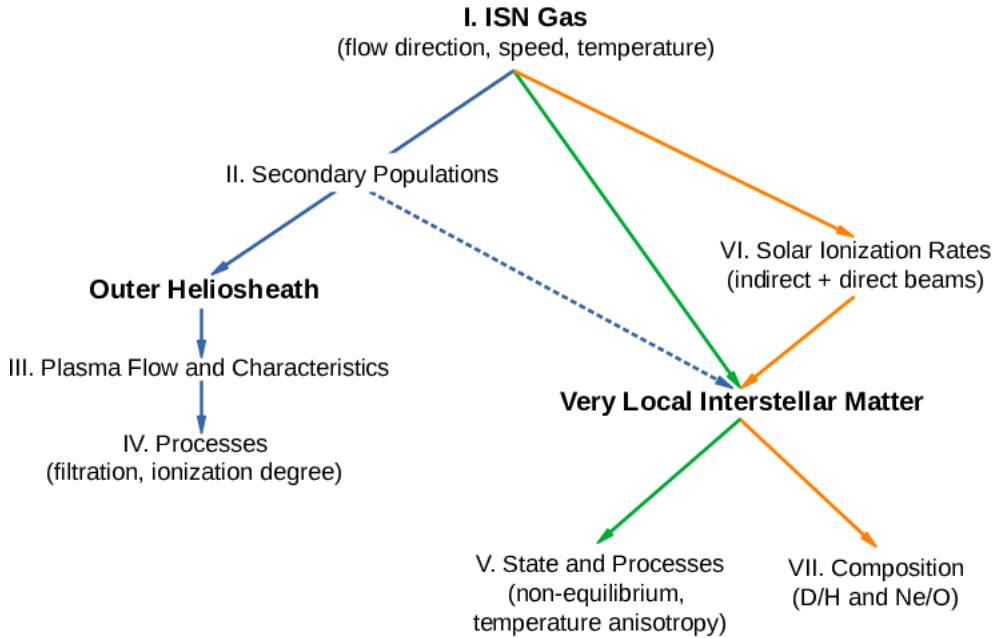 I. ISN Gas
(flow direction, speed, temperature)
II. Secondary Populations
VI. Solar Ionization Rates
(indirect + direct beams)
Outer Heliosheath
III. Plasma Flow and Characteristics
Very Local Interstellar Matter
IV. Processes
(filtration, ionization degree)
V. State and Processes
(non-equilibrium,
temperature anisotropy)
VII. Composition
(D/H and Ne/O)